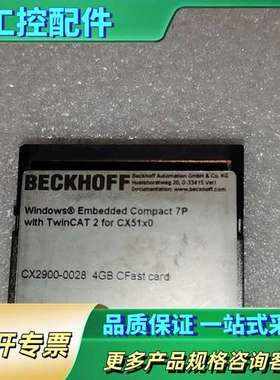 工控配件
BECKHOFF
Beckhoff Automation GmbH & Co. KG
Huelshorstweg 20, D-33415 Verl
Documentation:
Windows® Embedded Compact 7P
with TwinCAT 2 for CX51x0
CX2900-0028 4GB CFast card
开专票
品质保证 一站式采
更多产品规格咨询客